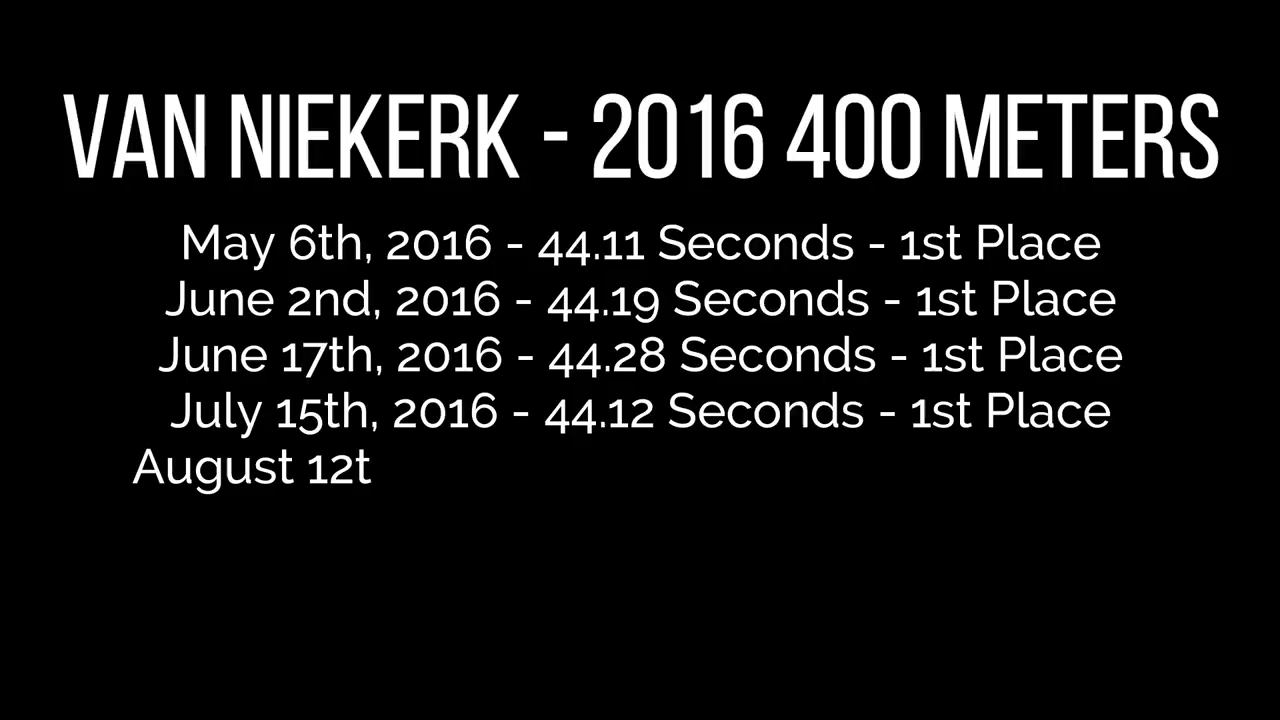 VAN NIEKERK - 2016 400 METERS
May 6th, 2016 - 44.11 Seconds - 1st Place
June 2nd, 2016 - 44.19 Seconds - 1st Place
June 17th, 2016 - 44.28 Seconds - 1st Place
July 15th, 2016 - 44.12 Seconds - 1st Place
August 12t